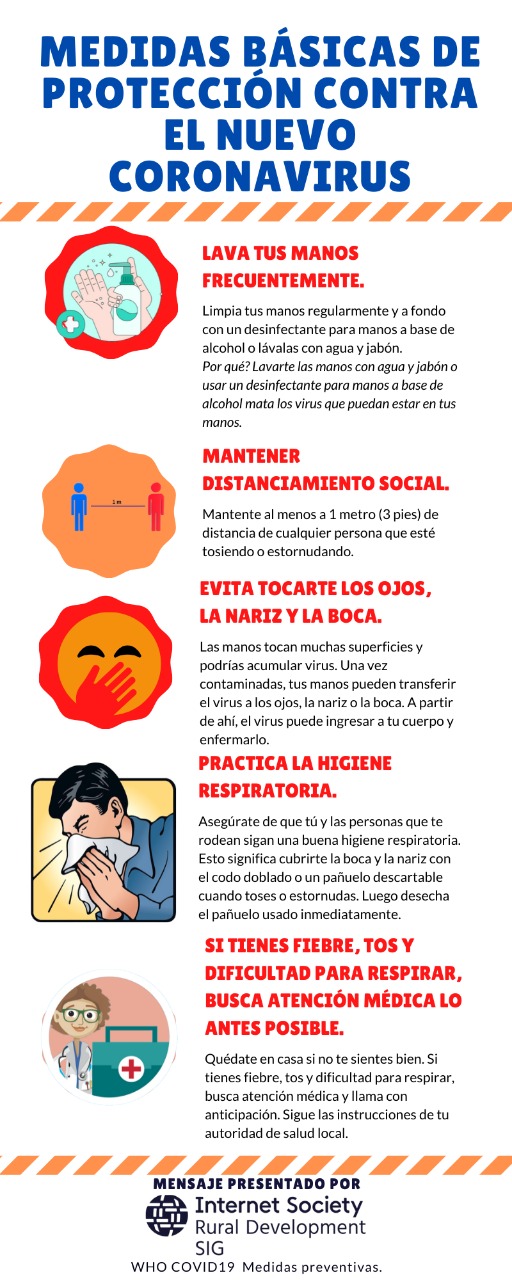 MEDIDAS BÁSICAS DE
PROTECCIÓN CONTRA
EL NUEVO
CORONAVIRUS
LAVA TUS MANOS
FRECUENTEMENTE.
Limpia tus manos regularmente y a fondo
con un desinfectante para manos a base de
alcohol o lávalas con agua y jabón.
Por qué? Lavarte las manos con agua y jabón o
usar un desinfectante para manos a base de
alcohol mata los virus que puedan estar en tus
manos.
MANTENER
DISTANCIAMIENTO SOCIAL.
1 m
Mantente al menos a 1 metro (3 pies) de
distancia de cualquier persona que esté
tosiendo o estornudando.
EVITA TOCARTE LOS OJOS,
LA NARIZ Y LA BOCA.
Las manos tocan muchas superficies y
podrías acumular virus. Una vez
contaminadas, tus manos pueden transferir
el virus a los ojos, la nariz o la boca. A partir
de ahí, el virus puede ingresar a tu cuerpo y
enfermarlo.
PRACTICA LA HIGIENE
RESPIRATORIA.
Asegúrate de que tú y las personas que te
rodean sigan una buena higiene respiratoria.
Esto significa cubrirte la boca y la nariz con
el codo doblado o un pañuelo descartable
cuando toses o estornudas. Luego desecha
el pañuelo usado inmediatamente.
SI TIENES FIEBRE, TOS Y
DIFICULTAD PARA RESPIRAR,
BUSCA ATENCIÓN MÉDICA LO
ANTES POSIBLE.
Quédate en casa si no te sientes bien. Si
tienes fiebre, tos y dificultad para respirar,
busca atención médica y llama con
anticipación. Sigue las instrucciones de tu
autoridad de salud local.
MENSAJE PRESENTADO POR
Internet Society
Rural Development
SIG
WHO COVID19 Medidas preventivas.